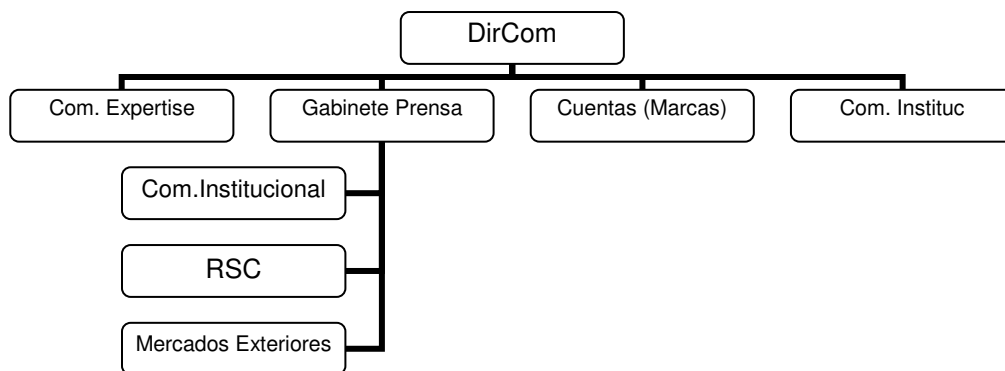 DirCom
Com. Expertise
Gabinete Prensa
Cuentas (Marcas)
Com. Instituc
Com.Institucional
RSC
Mercados Exteriores